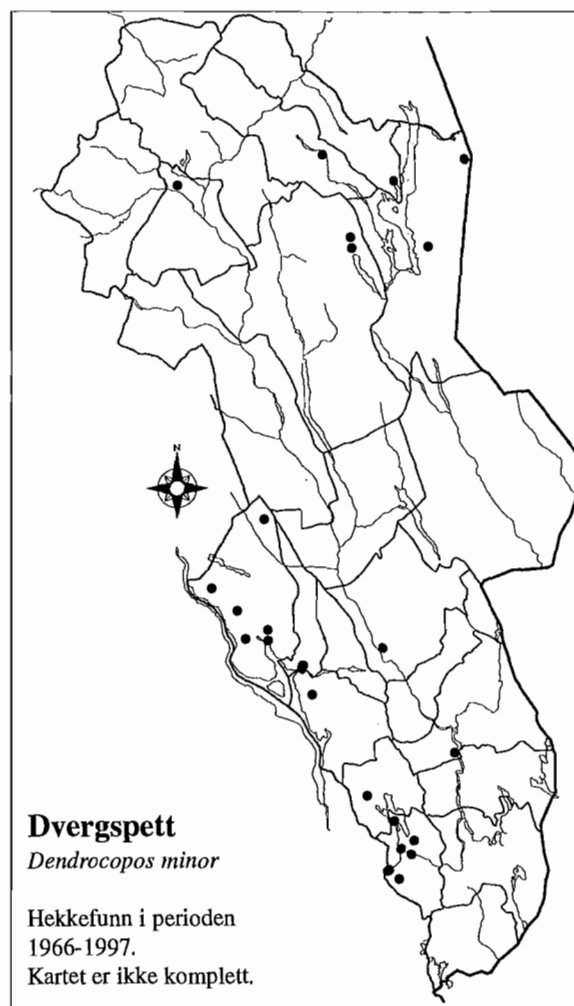 N
Dvergspett
Dendrocopos minor
Hekkefunn i perioden
1966-1997.
Kartet er ikke komplett.